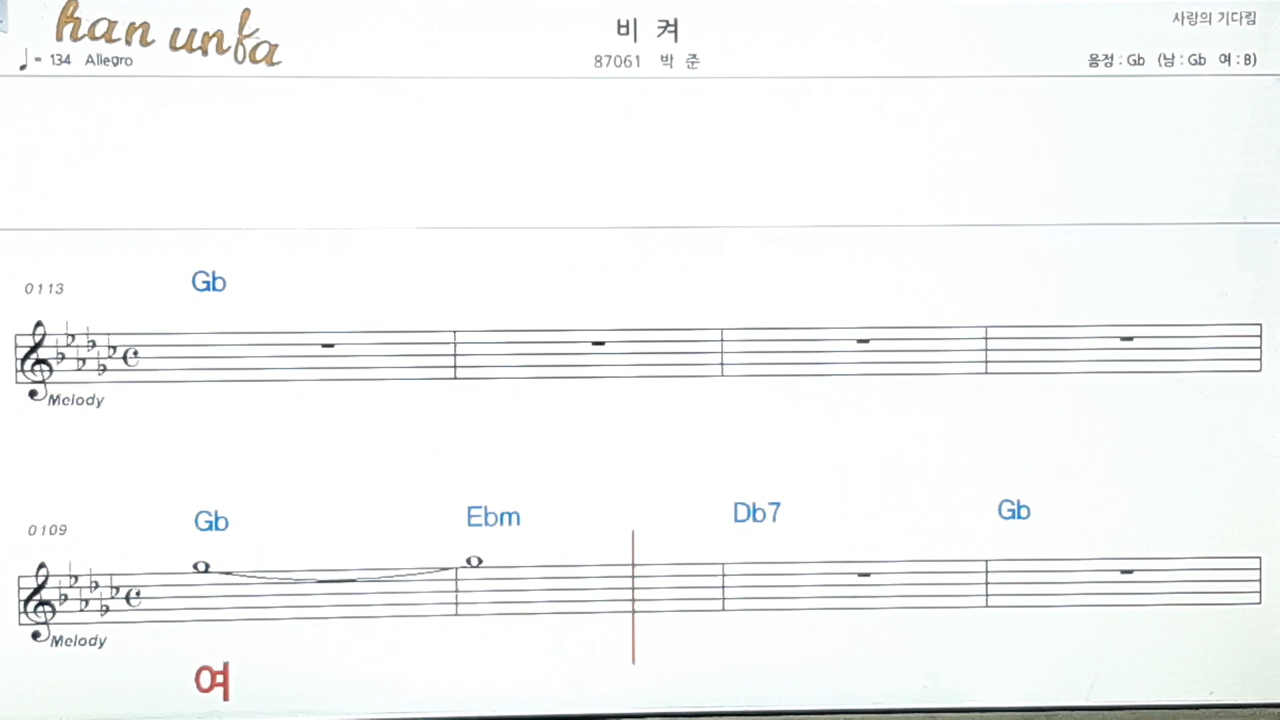 han unfa
비 켜
사랑의 기다림
♩= 134 Allegro
87061 박 준
음정 : Gb (남 : Gb 여 : B)
0113
Gb
Melody
0109
Gb Ebm Db7 Gb
Melody
여